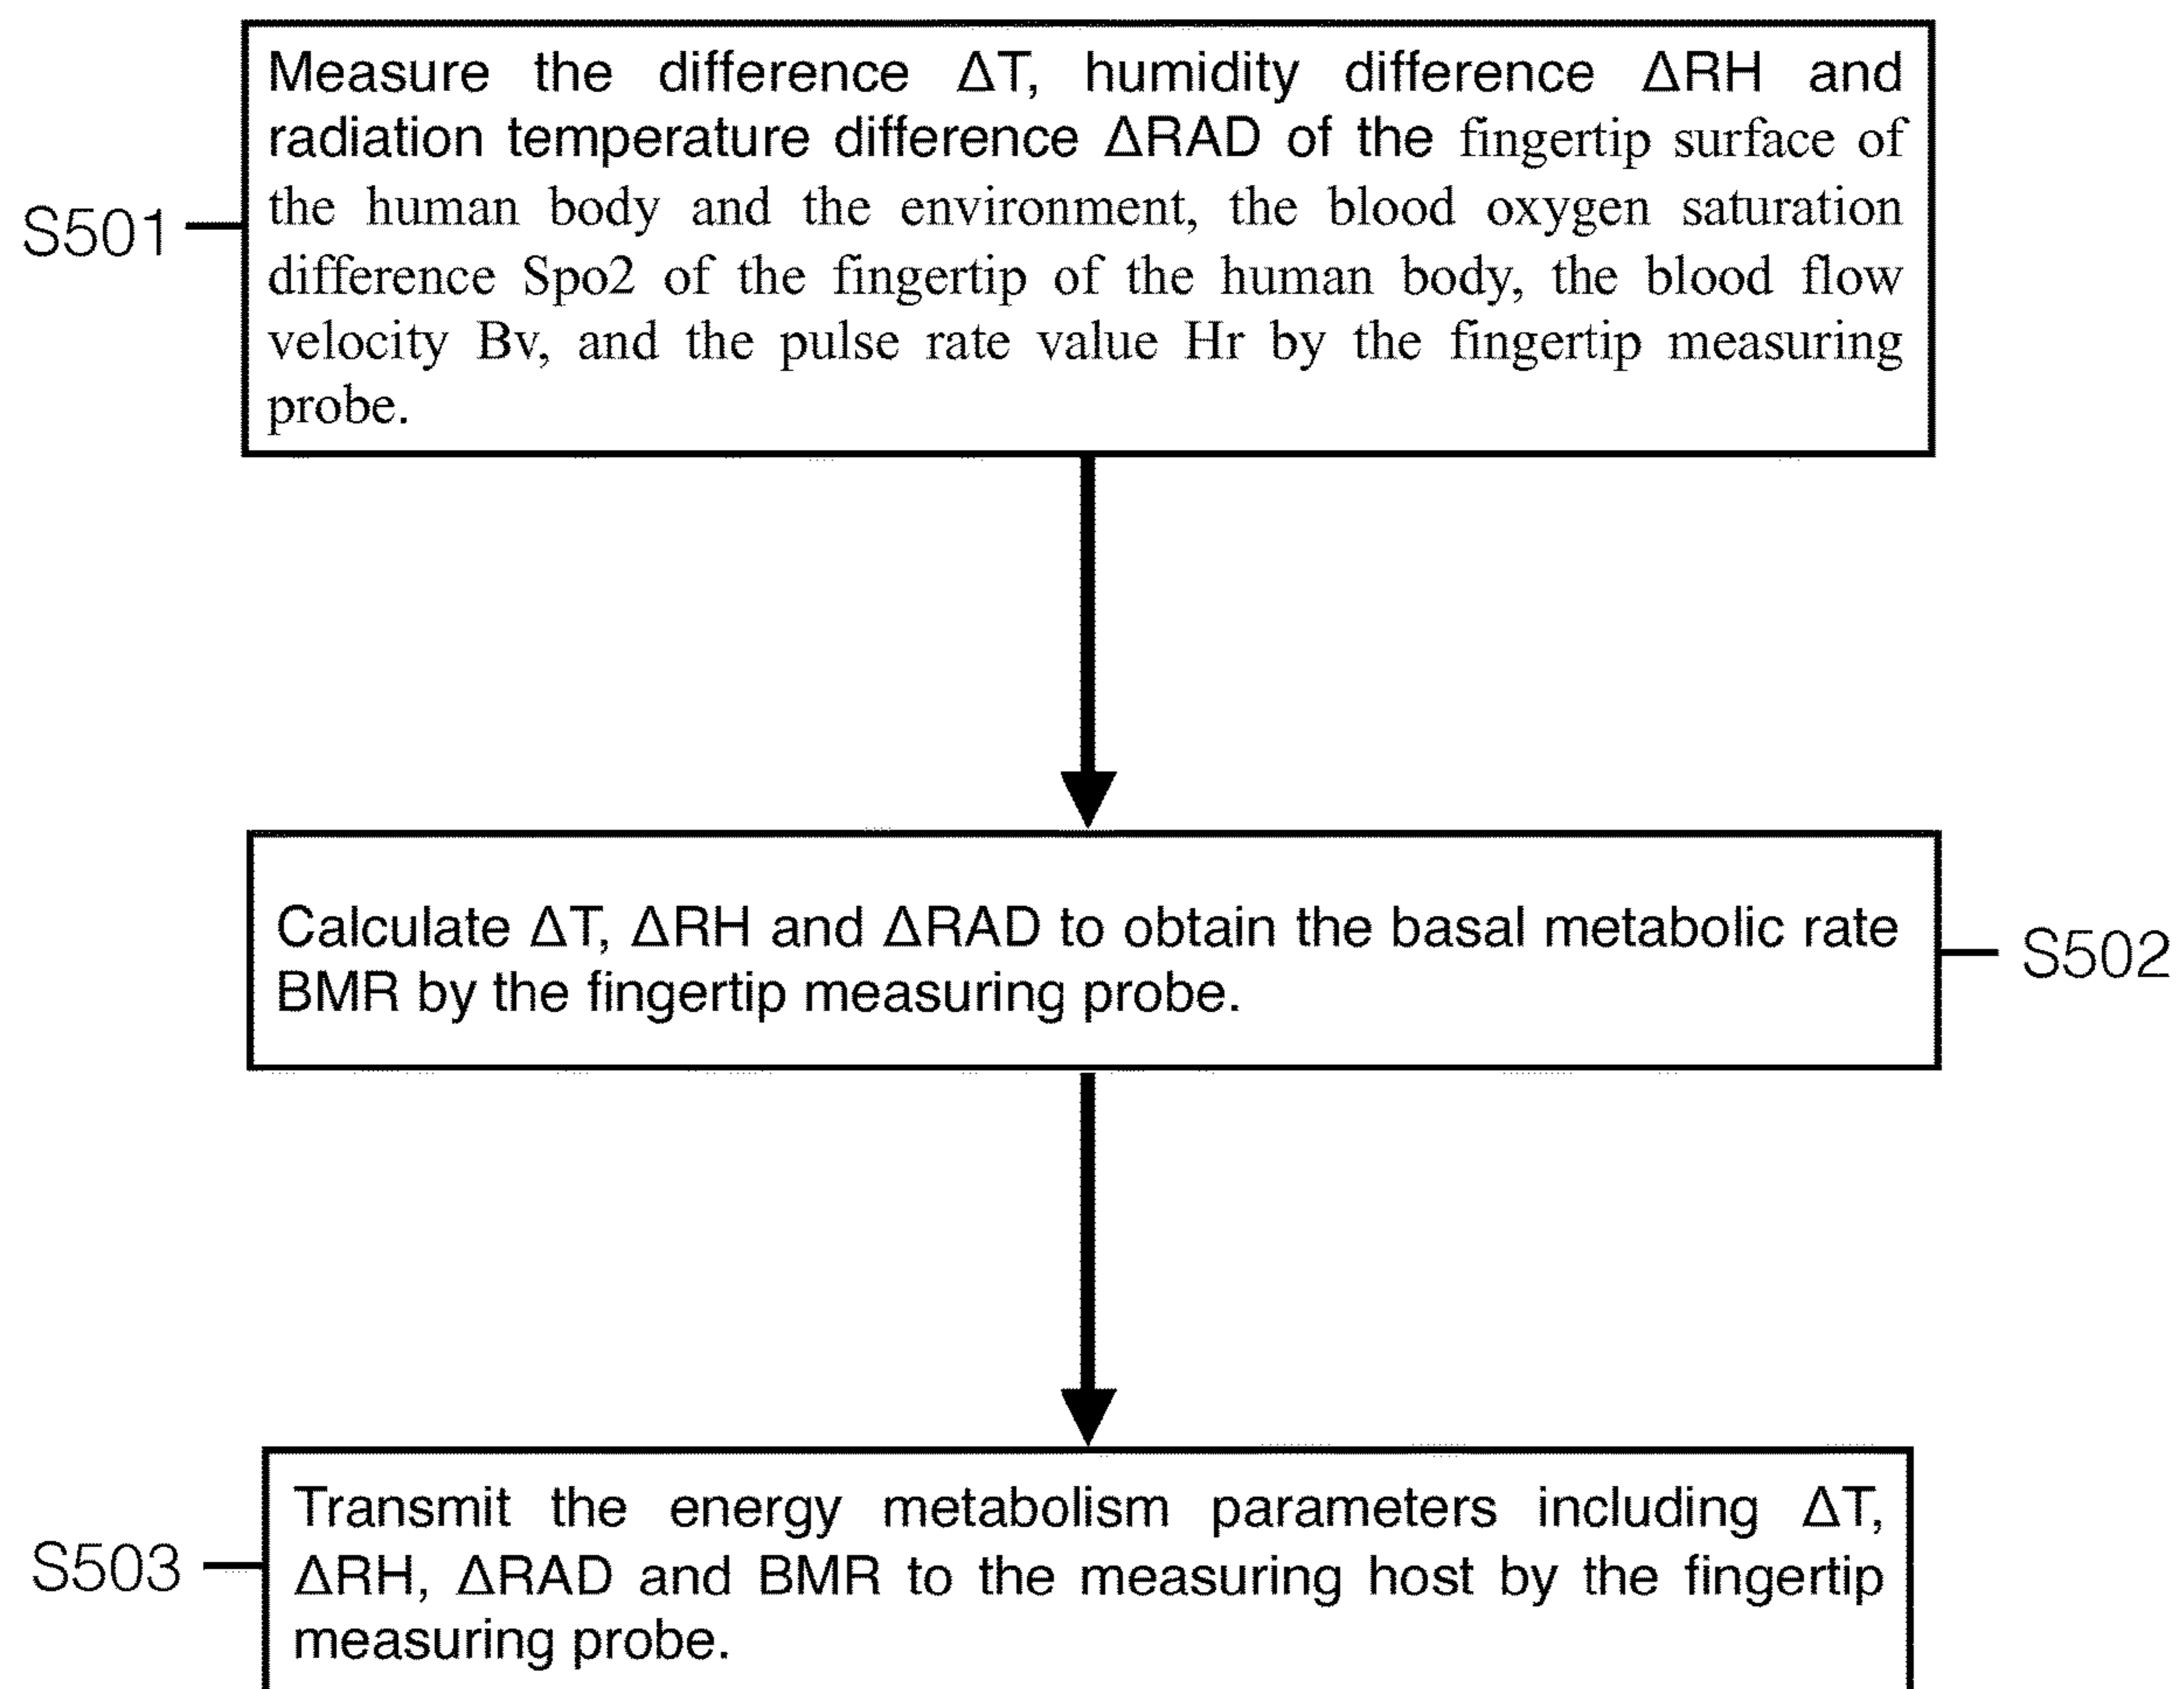 Measure the difference ΔT, humidity difference ΔRH and
radiation temperature difference ΔRAD of the fingertip surface of
the human body and the environment, the blood oxygen saturation
S501
difference Spo2 of the fingertip of the human body, the blood flow
velocity Bv, and the pulse rate value Hr by the fingertip measuring
probe.
Calculate ΔT, ΔRH and ΔRAD to obtain the basal metabolic rate
S502
BMR by the fingertip measuring probe.
Transmit the energy metabolism parameters including ΔT,
S503
ΔRH, ΔRAD and BMR to the measuring host by the fingertip
measuring probe.